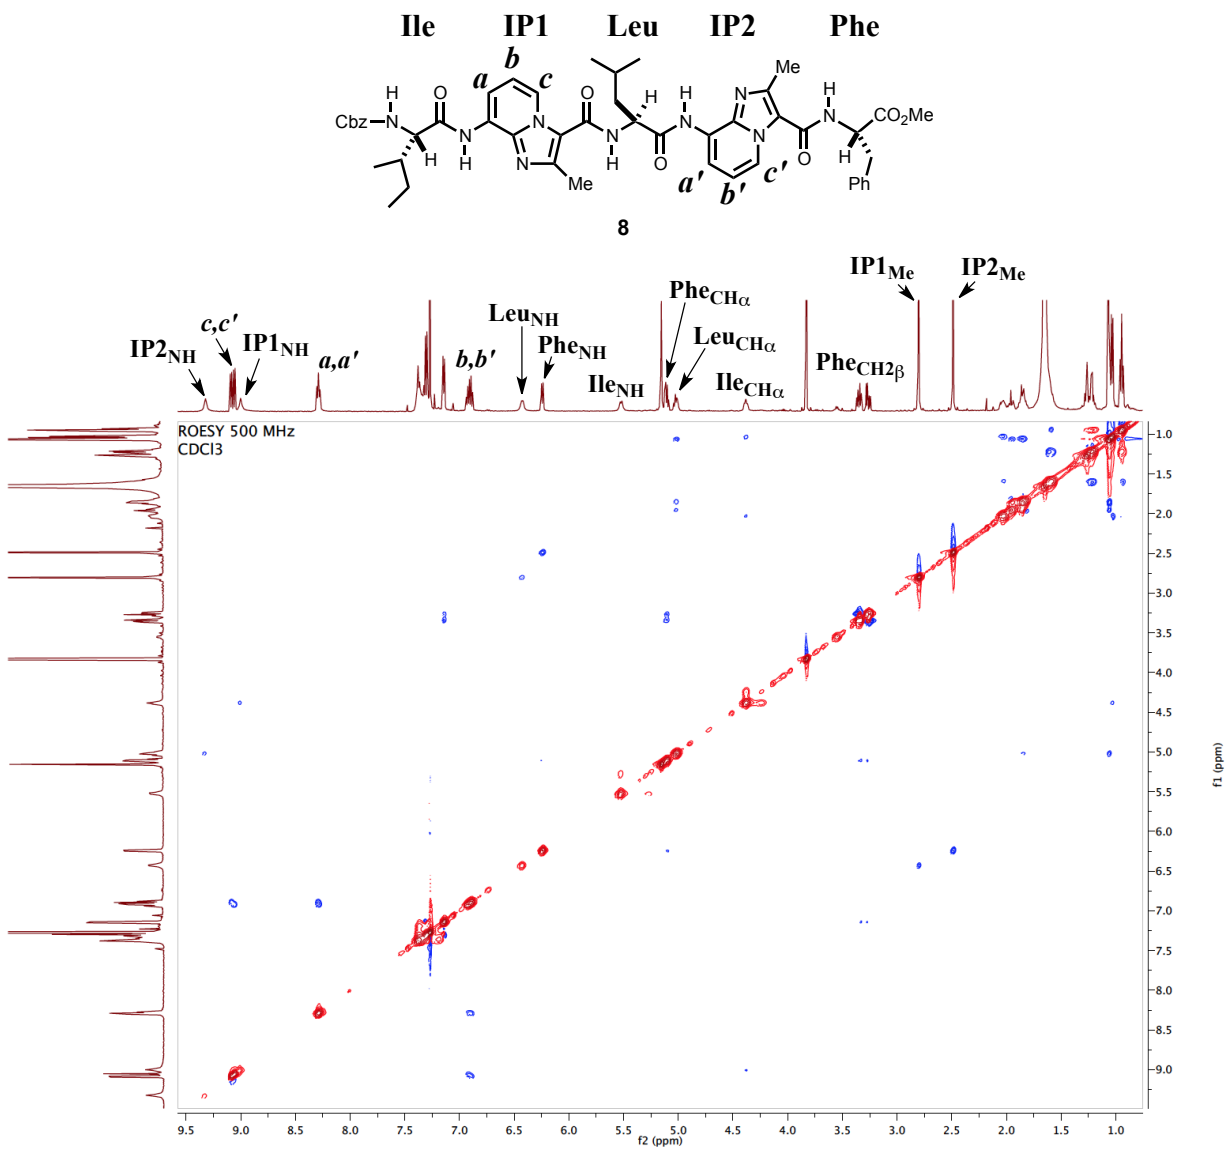 Ile IP1 Leu IP2 Phe
b
a c
Me
H O H H
N O N N CO2Me
Cbz N N N N N N
H H O N O H
H N a' c' Ph
Me b'
8
IP1Me IP2Me
PheCHα
LeuNH LeuCHα
c,c' IP1NH PheNH PheCH2β
IP2NH a,a' b,b' IleNH IleCHα
ROESY 500 MHz
CDCl3
1.0
1.5
2.0
2.5
3.0
3.5
4.0
4.5
5.0
5.5
6.0
6.5
7.0
7.5
8.0
8.5
9.0
f1 (ppm)
9.5 9.0 8.5 8.0 7.5 7.0 6.5 6.0 5.5 5.0 4.5 4.0 3.5 3.0 2.5 2.0 1.5 1.0
f2 (ppm)